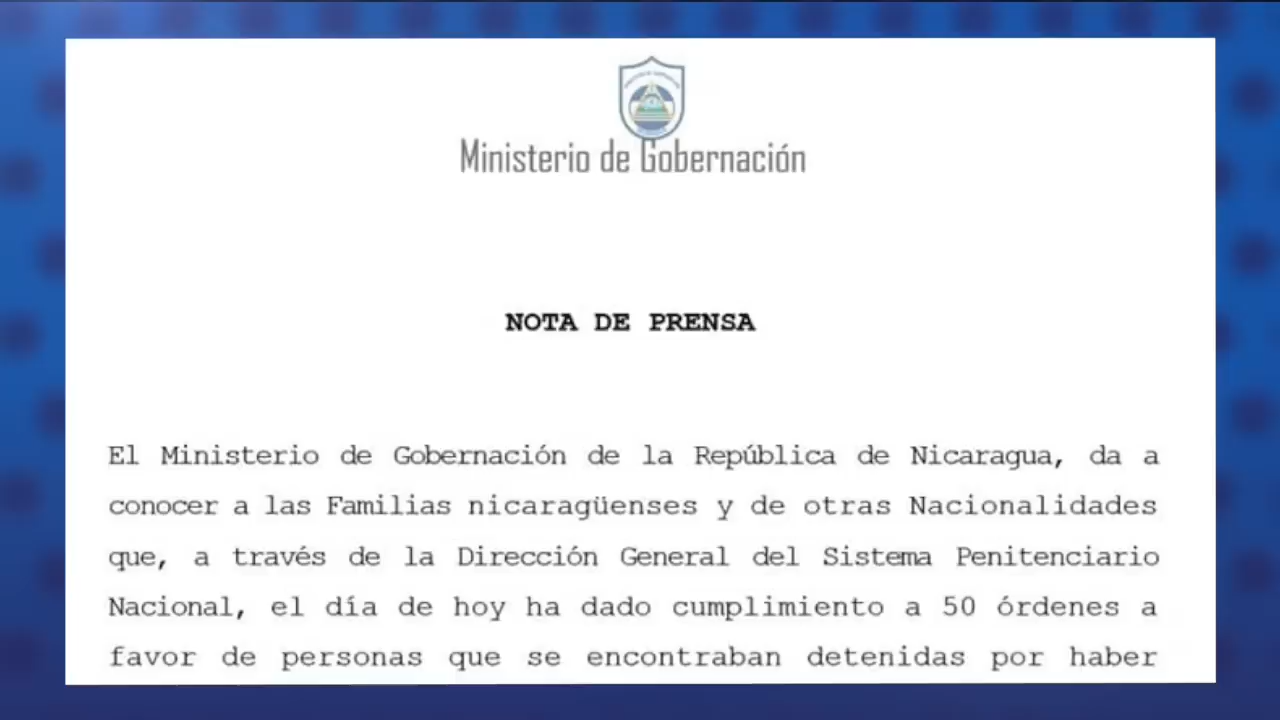 Ministerio de Gobernación
NOTA DE PRENSA
El Ministerio de Gobernación de la República de Nicaragua, da a
conocer a las Familias nicaragüenses y de otras Nacionalidades
que, a través de la Dirección General del Sistema Penitenciario
Nacional, el día de hoy ha dado cumplimiento a 50 órdenes a
favor de personas que se encontraban detenidas por haber